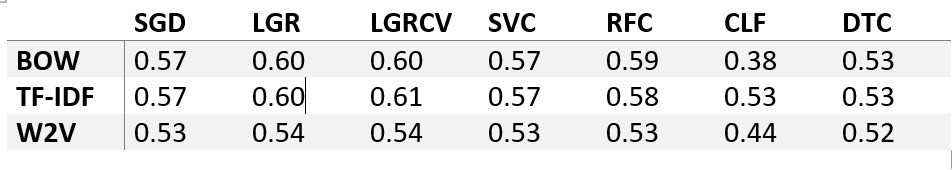 SGD LGR LGRCV SVC RFC CLF DTC
BOW 0.57 0.60 0.60 0.57 0.59 0.38 0.53
TF-IDF 0.57 0.60 0.61 0.57 0.58 0.53 0.53
W2V 0.53 0.54 0.54 0.53 0.53 0.44 0.52